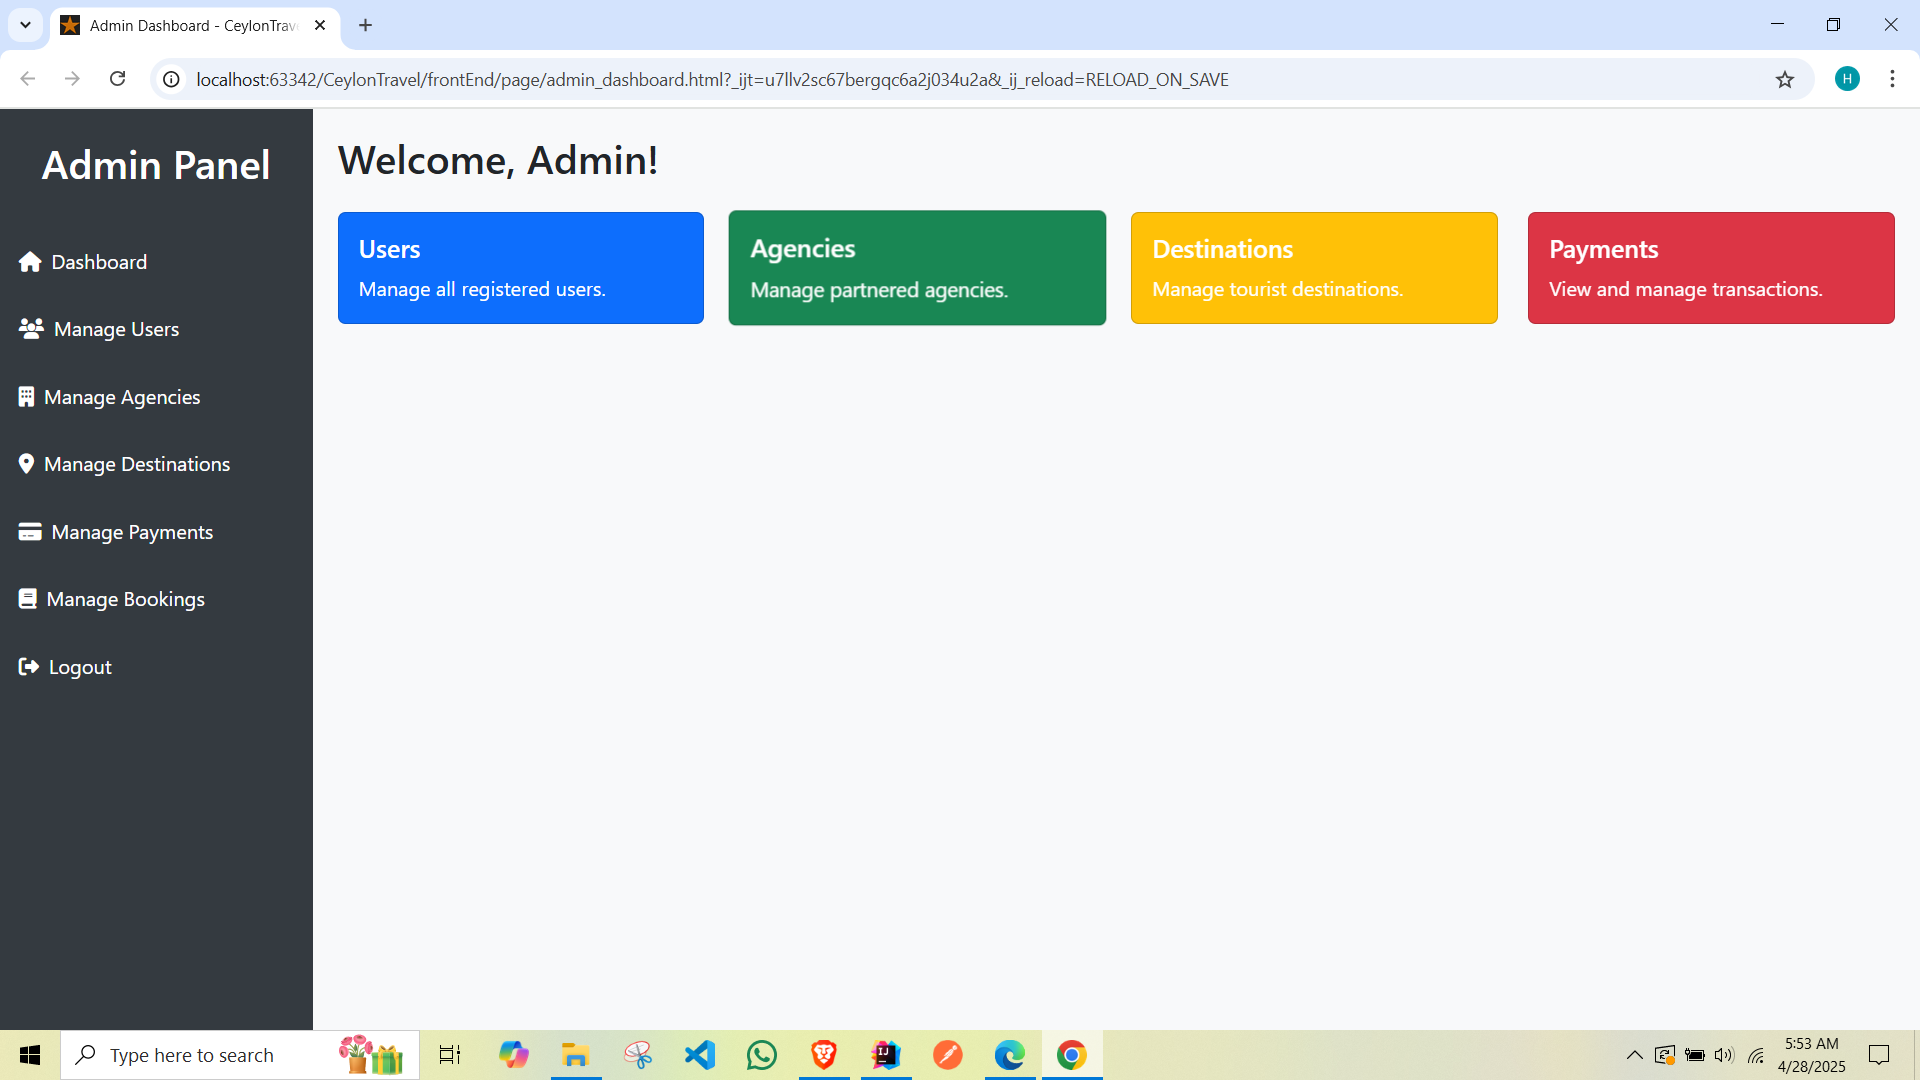 Admin Dashboard - CeylonTrav
localhost:63342/CeylonTravel/frontEnd/page/admin_dashboard.html?_ijt=u7llv2sc67bergqc6a2j034u2a&_ij_reload=RELOAD_ON_SAVE
H
Admin Panel
Dashboard
Manage Users
Manage Agencies
Manage Destinations
Manage Payments
Manage Bookings
Logout
Welcome, Admin!
Users
Manage all registered users.
Agencies
Manage partnered agencies.
Destinations
Manage tourist destinations.
Payments
View and manage transactions.
Type here to search
IJ
5:53 AM
4/28/2025